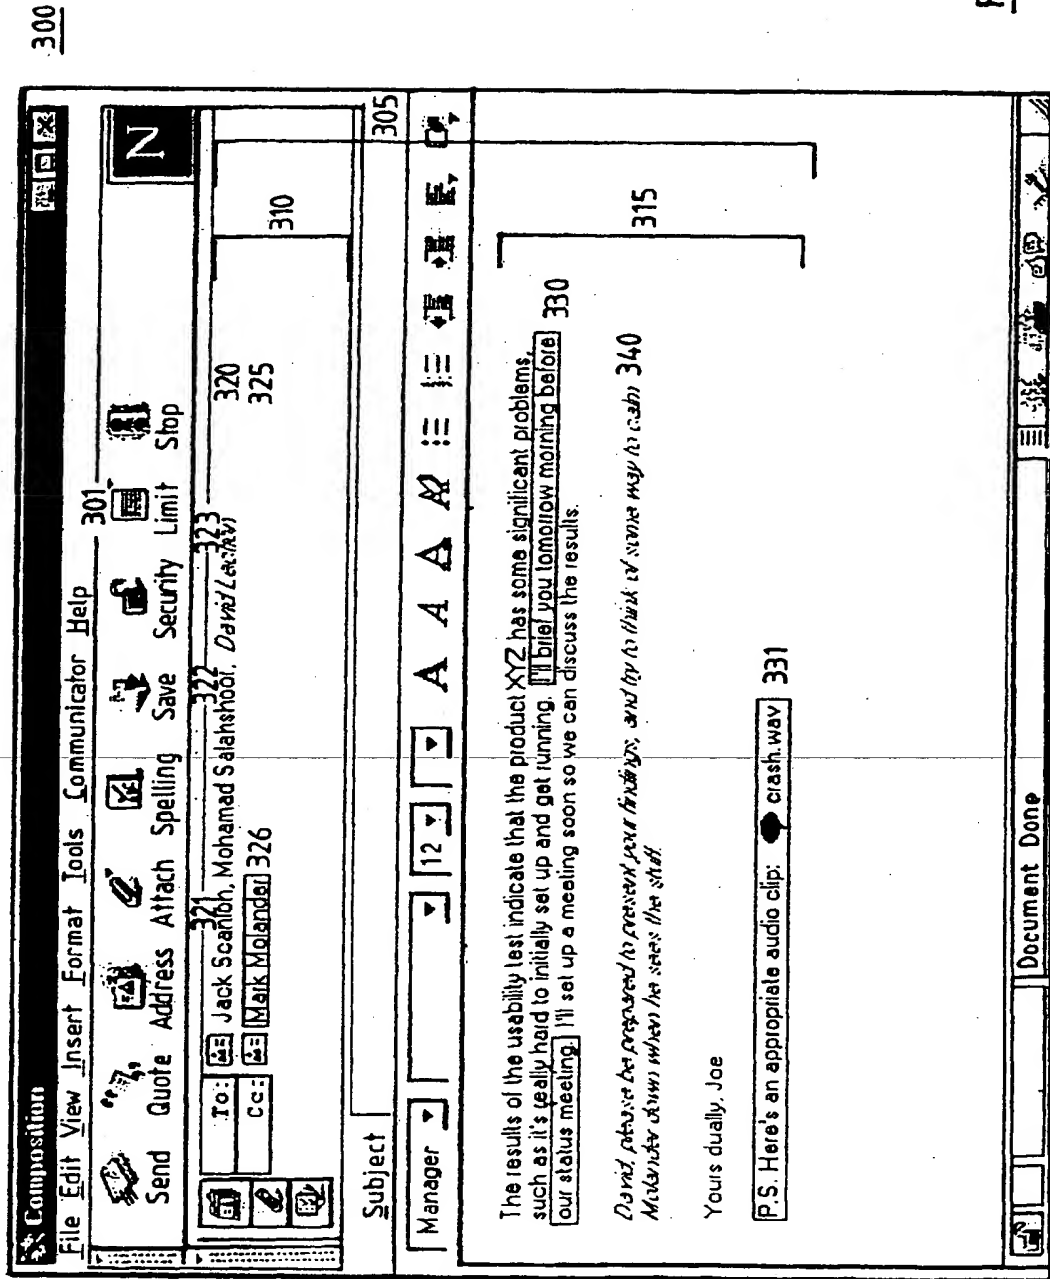 300
Composition
File Edit View Insert Format Tools Communicator Help
301
Send Quote Address Attach Spelling Save Security Limit Stop
N
321 322 323
To: Jack Scanlon, Mohamad Salahshoor, David 320
Cc: Mark Molander 326 325
310
305
Subject
Manager 12 A A A A?
The results of the usability test indicate that the product XYZ has some significant problems,
such as it's really hard to initially set up and get running. I'll brief you tomorrow morning before 330
our status meeting. I'll set up a meeting soon so we can discuss the results.
315
David, please be prepared to present your findings, and try to think of some way to calm 340
Molander down when he sees the stuff.
Yours dually, Joe
P.S. Here's an appropriate audio clip: crash.wav 331
Document Done